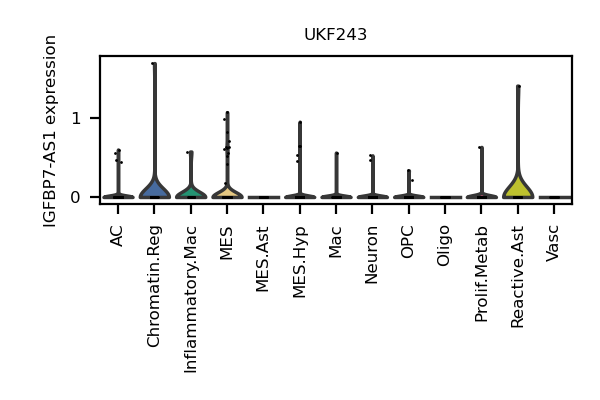 UKF243
IGFBP7-AS1 expression
1
0
AC
Chromatin.Reg
Inflammatory.Mac
MES
MES.Ast
MES.Hyp
Mac
Neuron
OPC
Oligo
Prolif.Metab
Reactive.Ast
Vasc